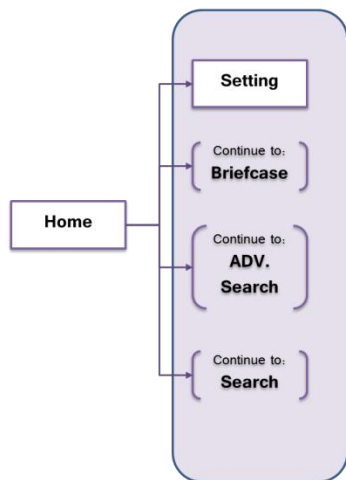 Setting
Continue to:
Briefcase
Home
Continue to:
ADV.
Search
Continue to:
Search